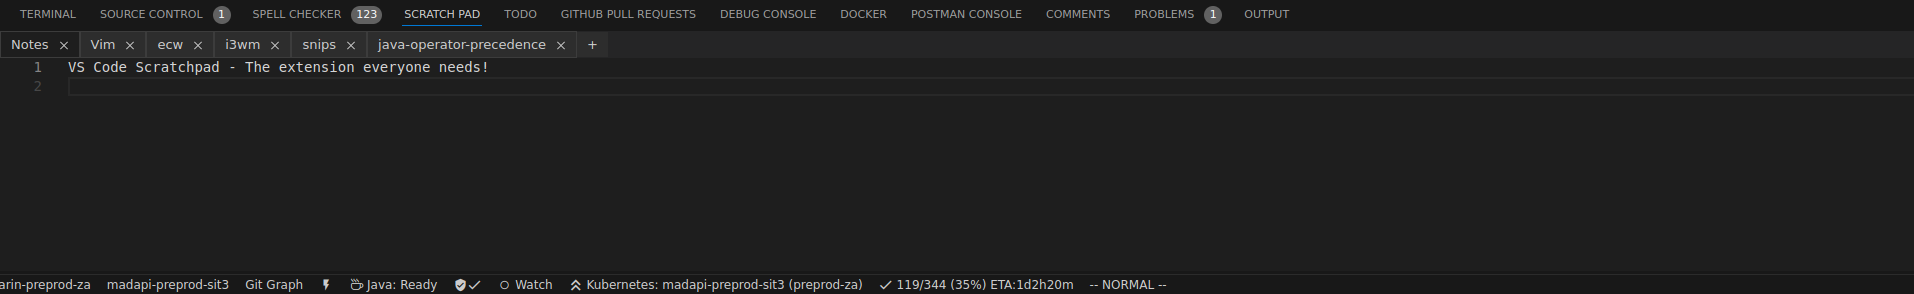 TERMINAL SOURCE CONTROL 1 SPELL CHECKER 123 SCRATCH PAD TODO GITHUB PULL REQUESTS DEBUG CONSOLE DOCKER POSTMAN CONSOLE COMMENTS PROBLEMS 1 OUTPUT
Notes × Vim × ecw × i3wm × snips × java-operator-precedence × +
1 VS Code Scratchpad - The extension everyone needs!
2
arin-preprod-za madapi-preprod-sit3 Git Graph Java: Ready Watch Kubernetes: madapi-preprod-sit3 (preprod-za) 119/344 (35%) ETA:1d2h20m -- NORMAL --